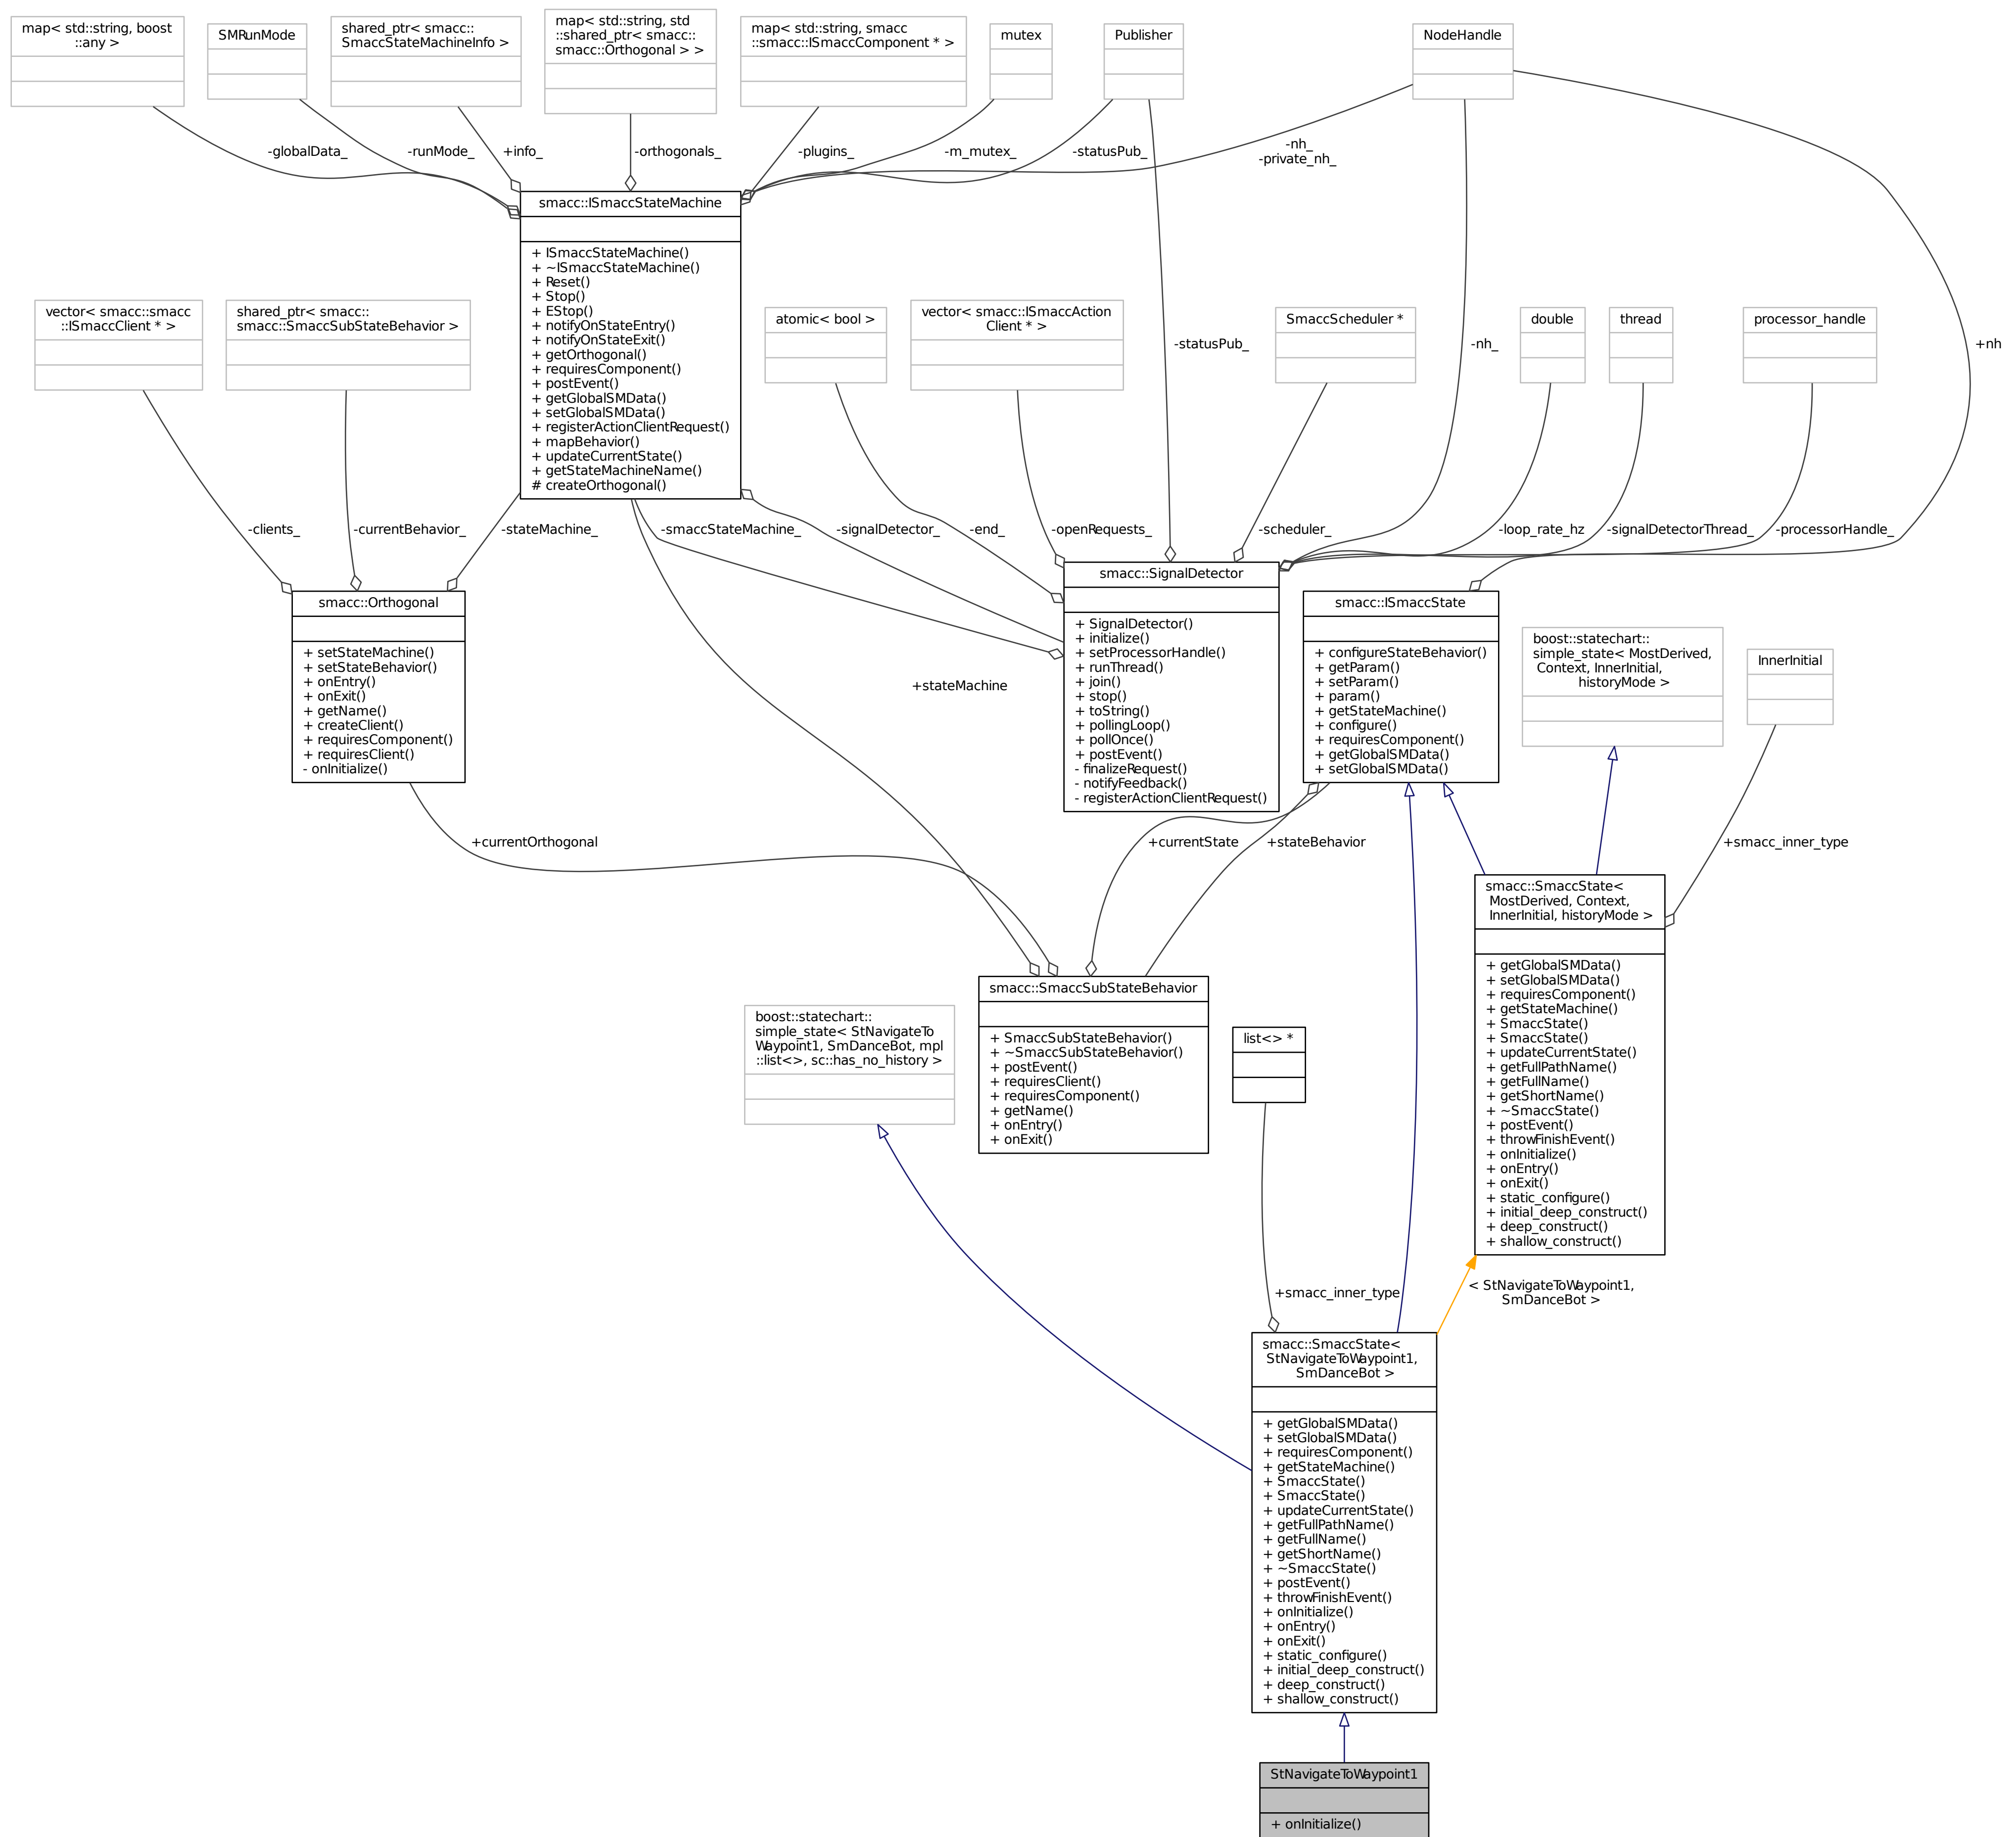 map< std::string, boost
::any >
SMRunMode
shared_ptr< smacc::
SmaccStateMachineInfo >
map< std::string, std
::shared_ptr< smacc::
smacc::Orthogonal > >
map< std::string, smacc
::smacc::ISmaccComponent * >
mutex
Publisher
NodeHandle
-globalData_
-runMode_
+info_
-orthogonals_
-plugins_
-m_mutex_
-statusPub_
-nh_
-private_nh_
smacc::ISmaccStateMachine
+ ISmaccStateMachine()
+ ~ISmaccStateMachine()
+ Reset()
+ Stop()
+ EStop()
+ notifyOnStateEntry()
+ notifyOnStateExit()
+ getOrthogonal()
+ requiresComponent()
+ postEvent()
+ getGlobalSMData()
+ setGlobalSMData()
+ registerActionClientRequest()
+ mapBehavior()
+ updateCurrentState()
+ getStateMachineName()
# createOrthogonal()
vector< smacc::smacc
::ISmaccClient * >
shared_ptr< smacc::
smacc::SmaccSubStateBehavior >
atomic< bool >
vector< smacc::ISmaccAction
Client * >
SmaccScheduler *
double
thread
processor_handle
-statusPub_
-nh_
+nh
-clients_
-currentBehavior_
-stateMachine_
-smaccStateMachine_
-signalDetector_
-end_
-openRequests_
-scheduler_
-loop_rate_hz
-signalDetectorThread_
-processorHandle_
smacc::Orthogonal
+ setStateMachine()
+ setStateBehavior()
+ onEntry()
+ onExit()
+ getName()
+ createClient()
+ requiresComponent()
+ requiresClient()
- onInitialize()
smacc::SignalDetector
+ SignalDetector()
+ initialize()
+ setProcessorHandle()
+ runThread()
+ join()
+ stop()
+ toString()
+ pollingLoop()
+ pollOnce()
+ postEvent()
- finalizeRequest()
- notifyFeedback()
- registerActionClientRequest()
smacc::ISmaccState
+ configureStateBehavior()
+ getParam()
+ setParam()
+ param()
+ getStateMachine()
+ configure()
+ requiresComponent()
+ getGlobalSMData()
+ setGlobalSMData()
boost::statechart::
simple_state< MostDerived,
Context, InnerInitial,
historyMode >
InnerInitial
+stateMachine
+currentOrthogonal
+currentState
+stateBehavior
+smacc_inner_type
smacc::SmaccState<
MostDerived, Context,
InnerInitial, historyMode >
+ getGlobalSMData()
+ setGlobalSMData()
+ requiresComponent()
+ getStateMachine()
+ SmaccState()
+ SmaccState()
+ updateCurrentState()
+ getFullPathName()
+ getFullName()
+ getShortName()
+ ~SmaccState()
+ postEvent()
+ throwFinishEvent()
+ onInitialize()
+ onEntry()
+ onExit()
+ static_configure()
+ initial_deep_construct()
+ deep_construct()
+ shallow_construct()
smacc::SmaccSubStateBehavior
+ SmaccSubStateBehavior()
+ ~SmaccSubStateBehavior()
+ postEvent()
+ requiresClient()
+ requiresComponent()
+ getName()
+ onEntry()
+ onExit()
boost::statechart::
simple_state< StNavigateTo
Waypoint1, SmDanceBot, mpl
::list<>, sc::has_no_history >
list<> *
+smacc_inner_type
< StNavigateToWaypoint1,
SmDanceBot >
smacc::SmaccState<
StNavigateToWaypoint1,
SmDanceBot >
+ getGlobalSMData()
+ setGlobalSMData()
+ requiresComponent()
+ getStateMachine()
+ SmaccState()
+ SmaccState()
+ updateCurrentState()
+ getFullPathName()
+ getFullName()
+ getShortName()
+ ~SmaccState()
+ postEvent()
+ throwFinishEvent()
+ onInitialize()
+ onEntry()
+ onExit()
+ static_configure()
+ initial_deep_construct()
+ deep_construct()
+ shallow_construct()
StNavigateToWaypoint1
+ onInitialize()